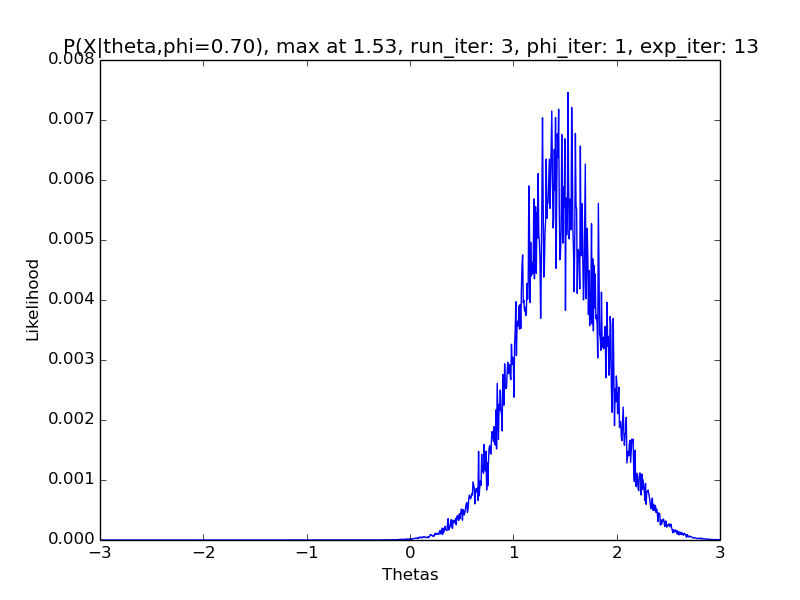 P(X|theta,phi=0.70), max at 1.53, run_iter: 3, phi_iter: 1, exp_iter: 13
0.008
0.007
0.006
0.005
0.004
0.003
0.002
0.001
0.000
Likelihood
−3 −2 −1 0 1 2 3
Thetas